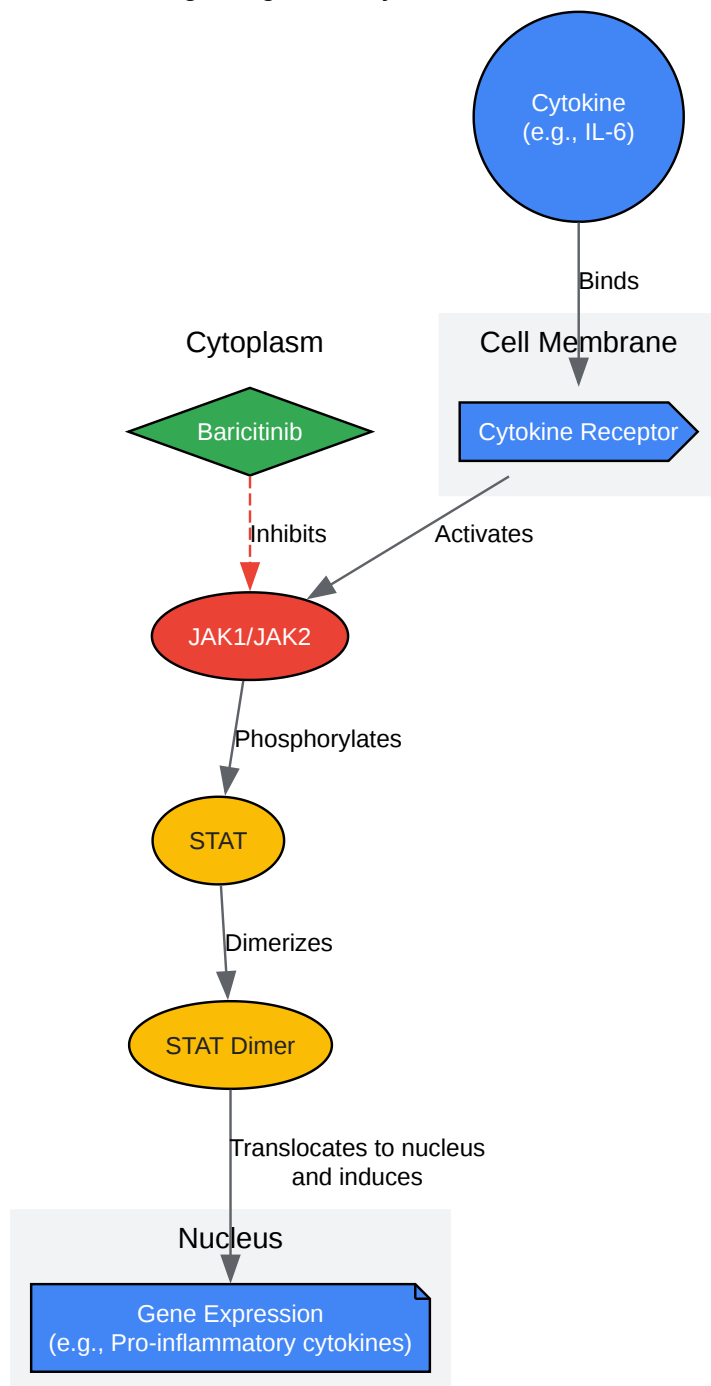 Cytokine
(e.g., IL-6)
Binds
Cytoplasm
Cell Membrane
Baricitinib
Cytokine Receptor
Inhibits
Activates
JAK1/JAK2
Phosphorylates
STAT
Dimerizes
STAT Dimer
Translocates to nucleus
and induces
Nucleus
Gene Expression
(e.g., Pro-inflammatory cytokines)